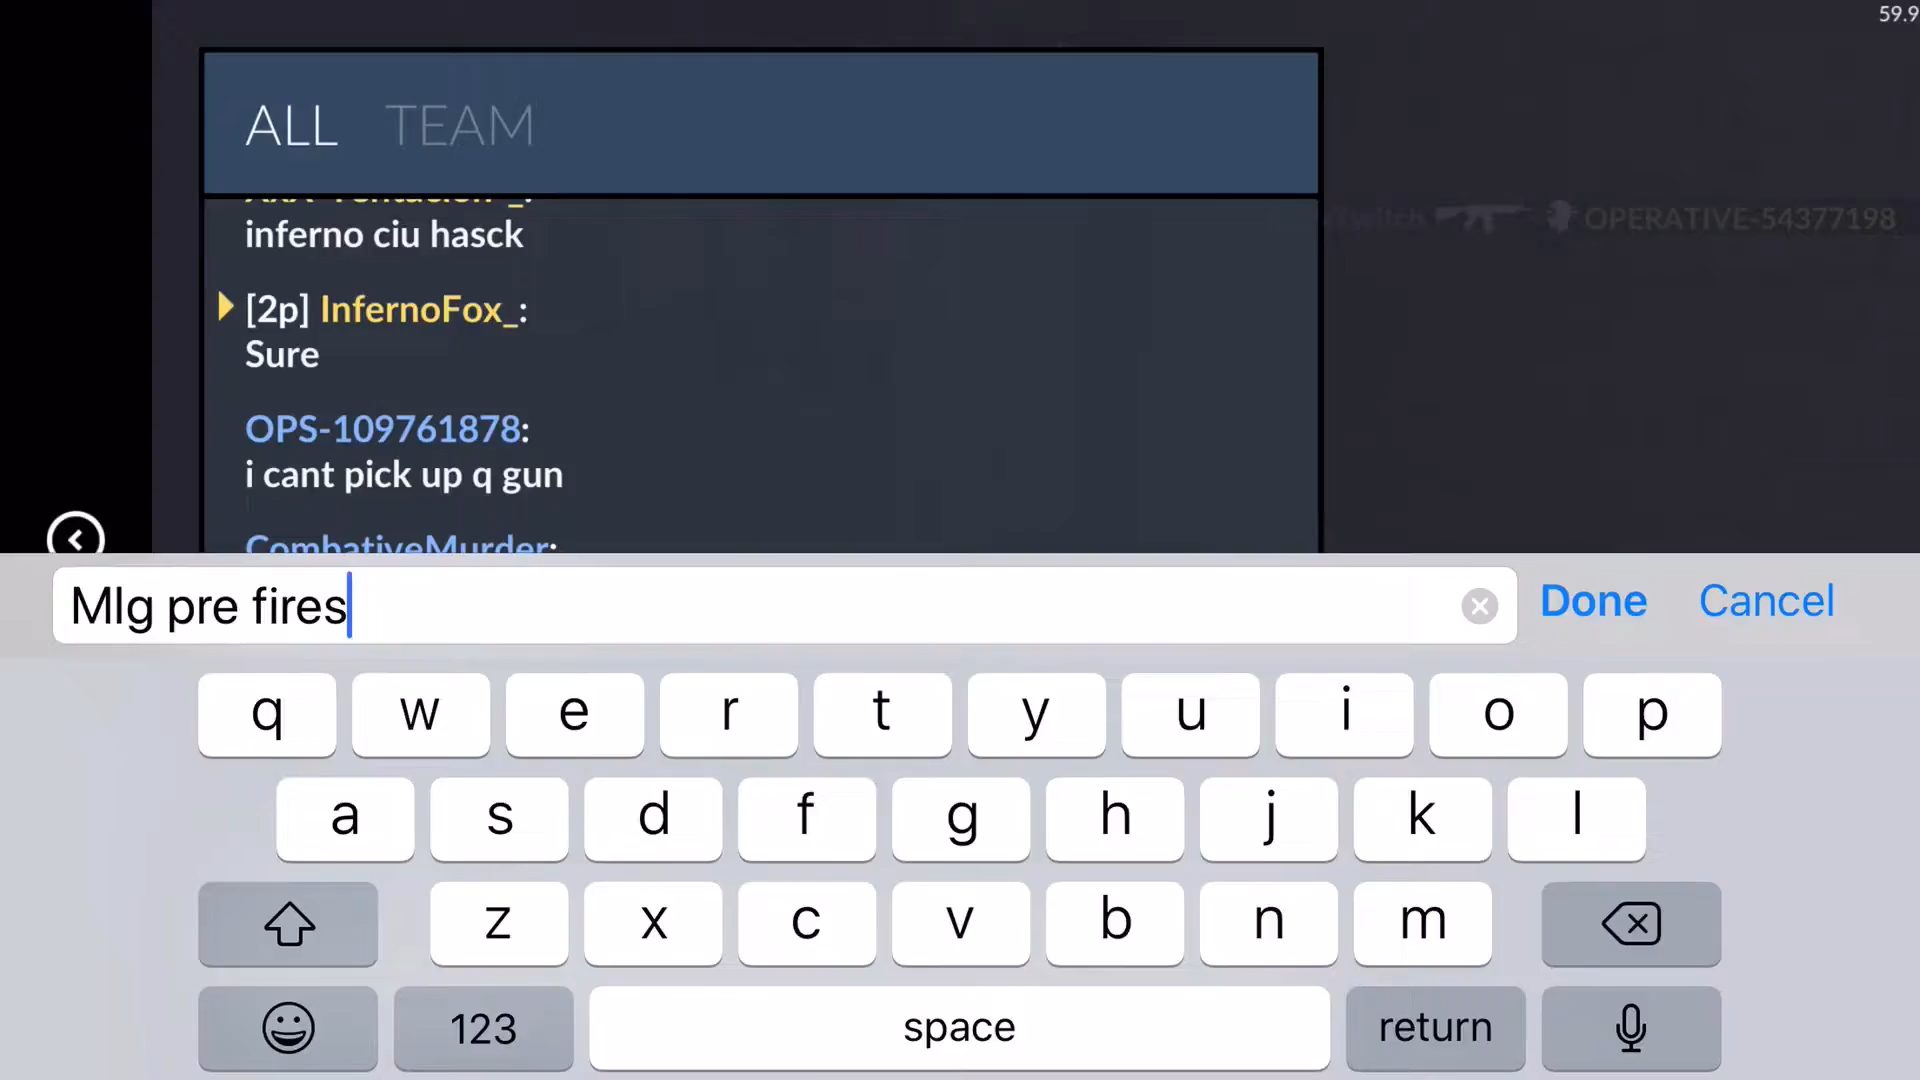 59.9
ALL TEAM
inferno ciu hasck
Twitch OPERATIVE-54377198
[2p] InfernoFox_:
Sure
OPS-109761878:
i cant pick up q gun
CombativeMurder:
Mlg pre fires
Done Cancel
q w e r t y u i o p
a s d f g h j k l
z x c v b n m
123 space return